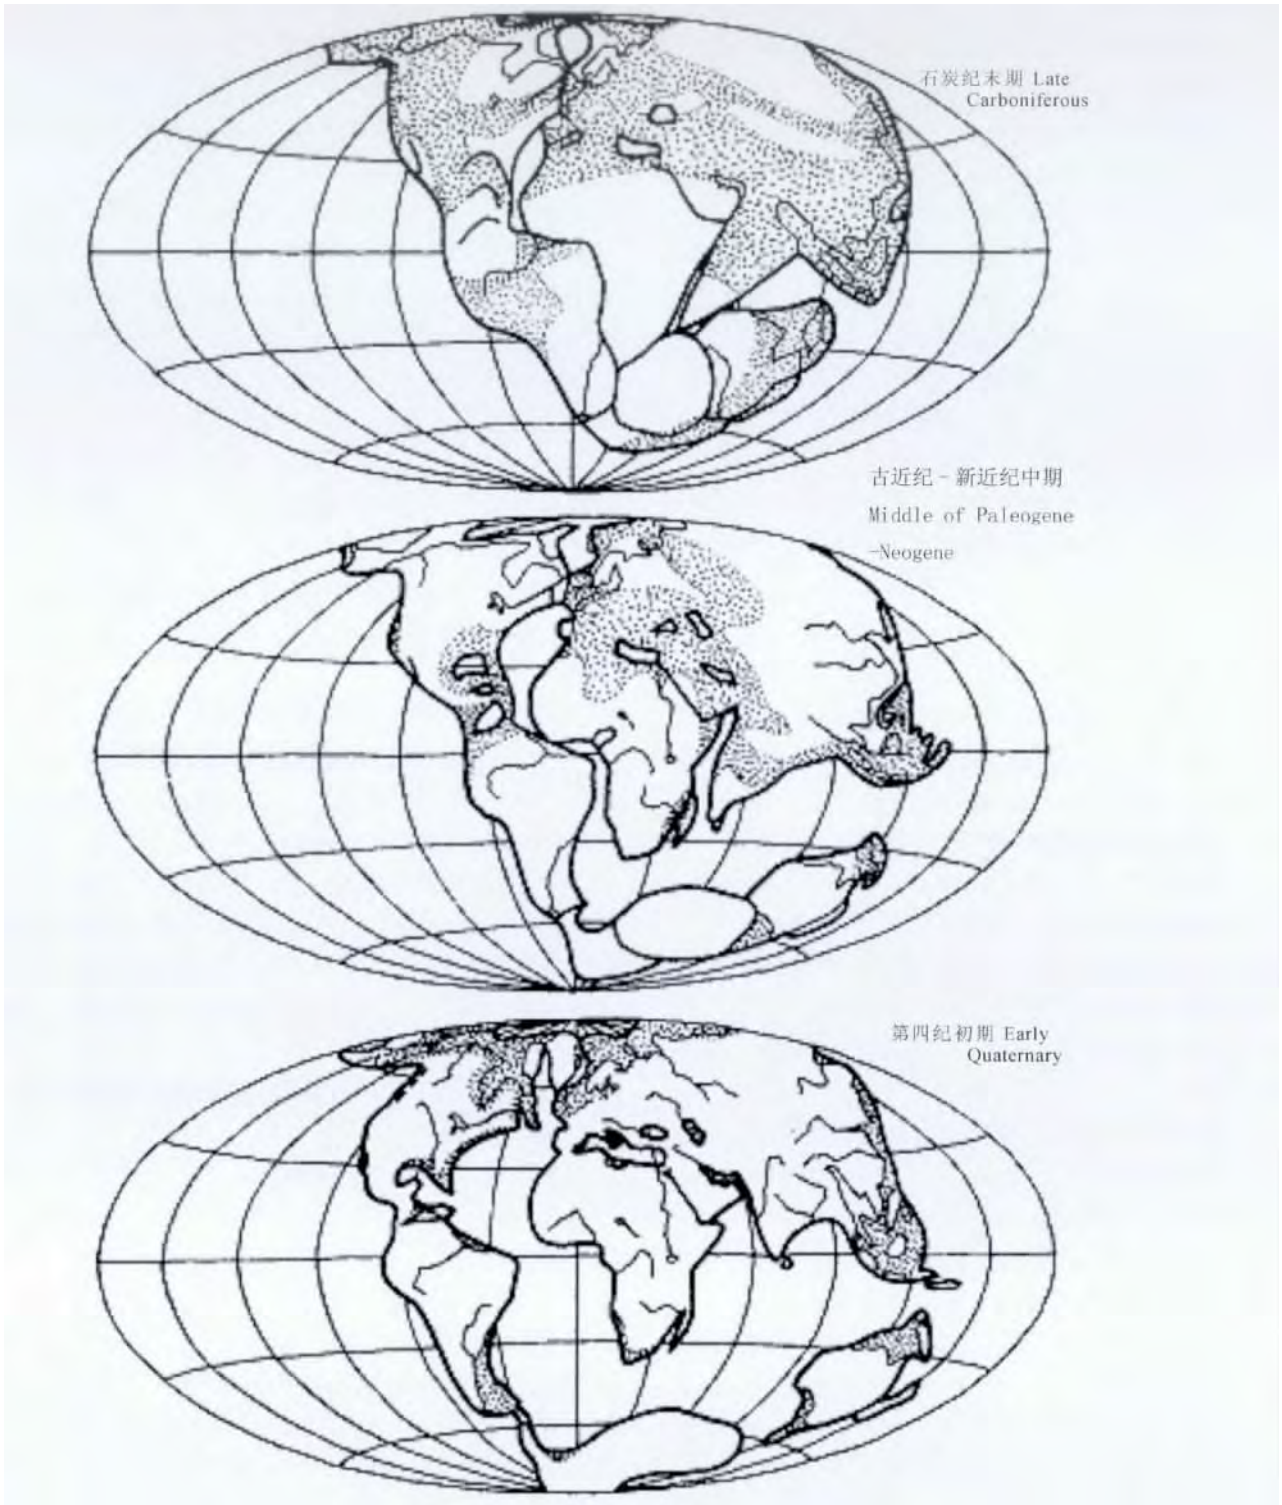 石炭纪末期 Late
Carboniferous
古近纪 - 新近纪中期
Middle of Paleogene
-Neogene
第四纪初期 Early
Quaternary